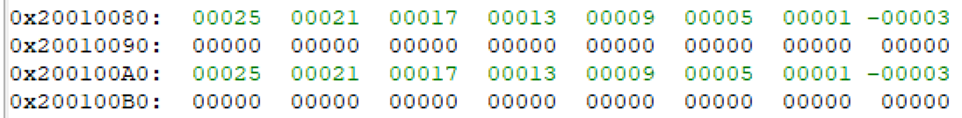 0x20010080: 00025 00021 00017 00013 00009 00005 00001 -00003
0x20010090: 00000 00000 00000 00000 00000 00000 00000 00000
0x200100A0: 00025 00021 00017 00013 00009 00005 00001 -00003
0x200100B0: 00000 00000 00000 00000 00000 00000 00000 00000